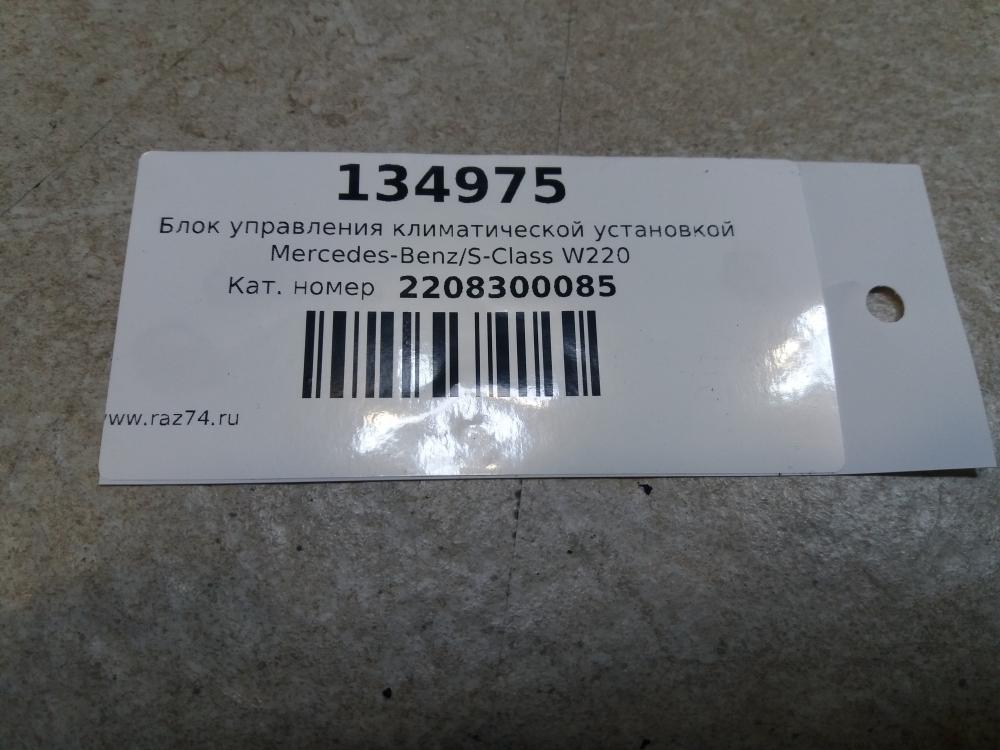 134975
Блок управления климатической установкой
Mercedes-Benz/S-Class W220
Кат. номер 2208300085
www.raz74.ru